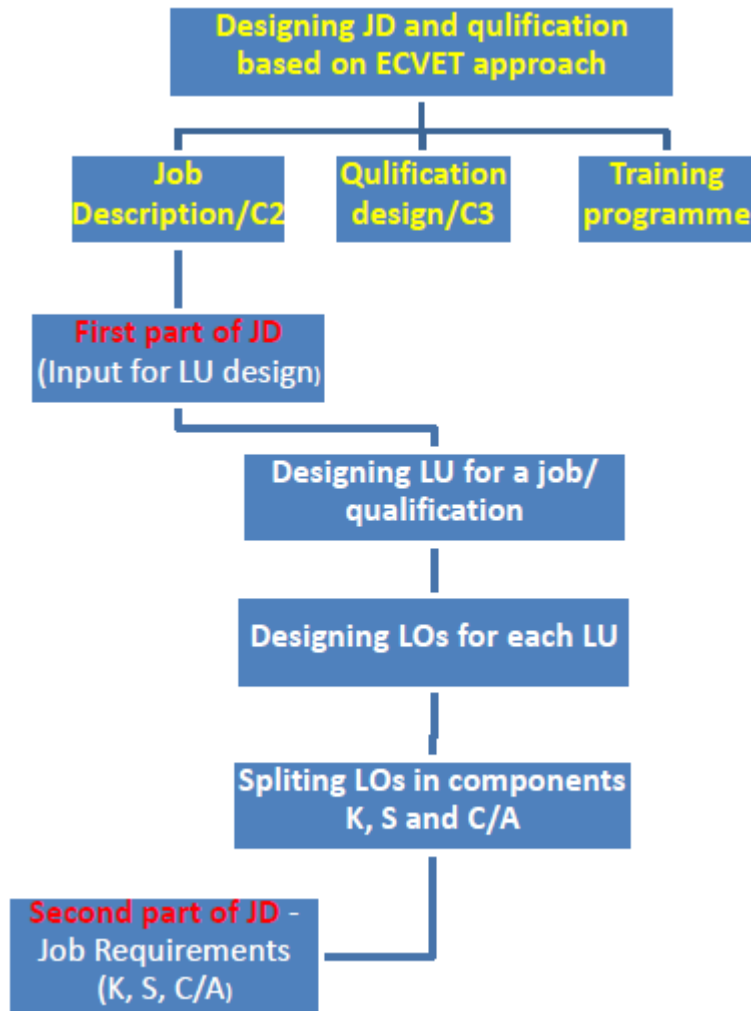 Designing JD and qulification
based on ECVET approach
Job
Description/C2
Qulification
design/C3
Training
programme
First part of JD
(Input for LU design)
Designing LU for a job/
qualification
Designing LOs for each LU
Spliting LOs in components
K, S and C/A
Second part of JD -
Job Requirements
(K, S, C/A)